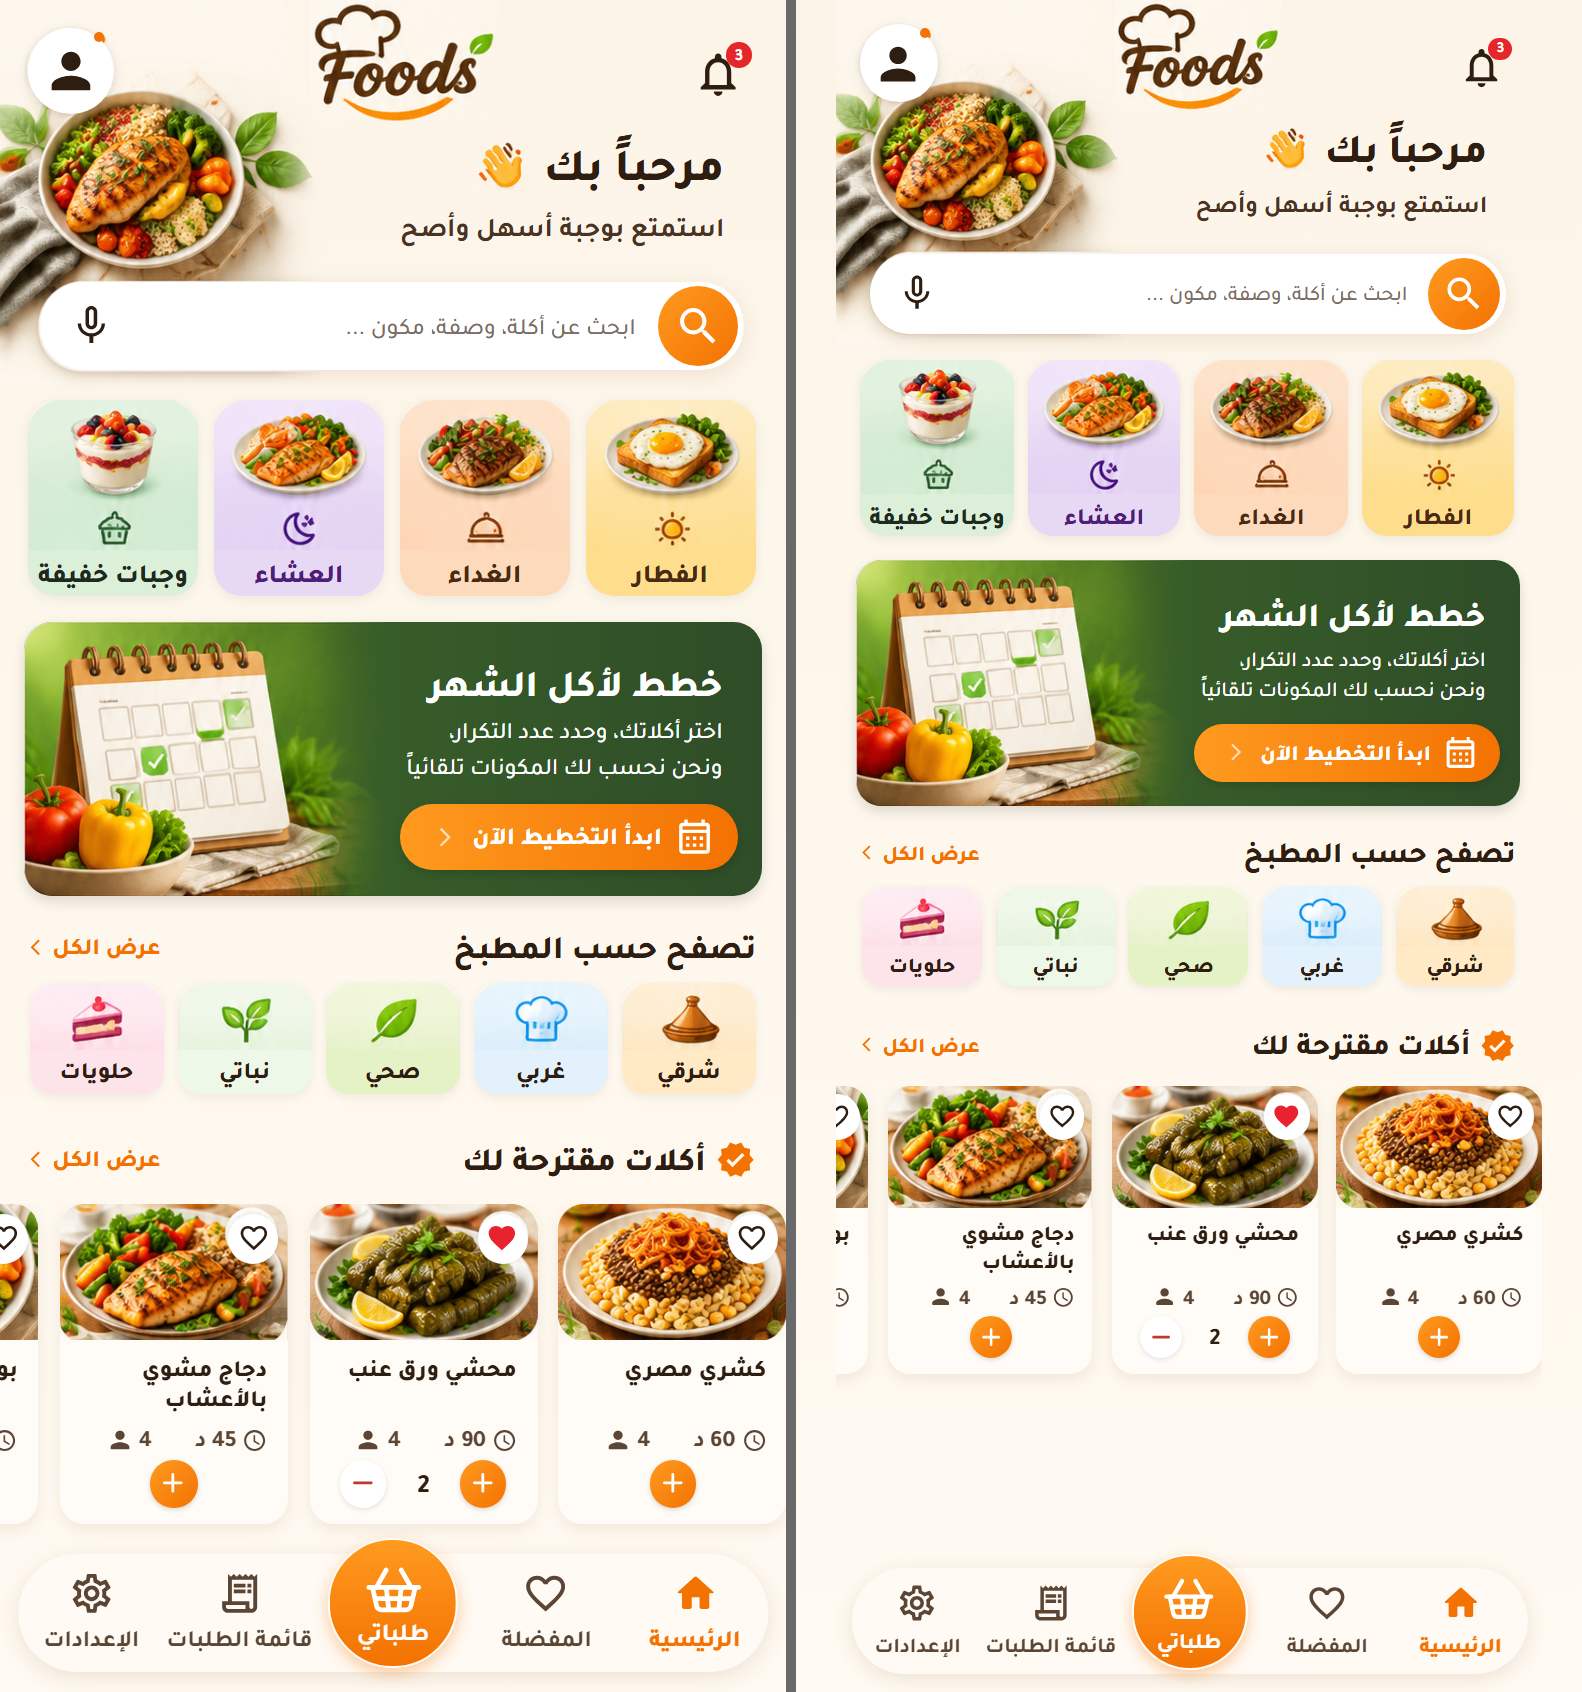 Foods
3
مرحباً بك 👋
استمتع بوجبة أسهل وأصح
ابحث عن أكلة، وصفة، مكون ...
الفطار
الغداء
العشاء
وجبات خفيفة
خطط لأكل الشهر
اختر أكلاتك، وحدد عدد التكرار،
ونحن نحسب لك المكونات تلقائياً
ابدأ التخطيط الآن
تصفح حسب المطبخ
عرض الكل
شرقي
غربي
صحي
نباتي
حلويات
أكلات مقترحة لك
عرض الكل
كشري مصري
60 د
4
محشي ورق عنب
90 د
4
2
دجاج مشوي
بالأعشاب
45 د
4
بو
الرئيسية
المفضلة
طلباتي
قائمة الطلبات
الإعدادات
Foods
3
مرحباً بك 👋
استمتع بوجبة أسهل وأصح
ابحث عن أكلة، وصفة، مكون ...
الفطار
الغداء
العشاء
وجبات خفيفة
خطط لأكل الشهر
اختر أكلاتك، وحدد عدد التكرار،
ونحن نحسب لك المكونات تلقائياً
ابدأ التخطيط الآن
تصفح حسب المطبخ
عرض الكل
شرقي
غربي
صحي
نباتي
حلويات
أكلات مقترحة لك
عرض الكل
كشري مصري
60 د
4
محشي ورق عنب
90 د
4
2
دجاج مشوي
بالأعشاب
45 د
4
بو
الرئيسية
المفضلة
طلباتي
قائمة الطلبات
الإعدادات